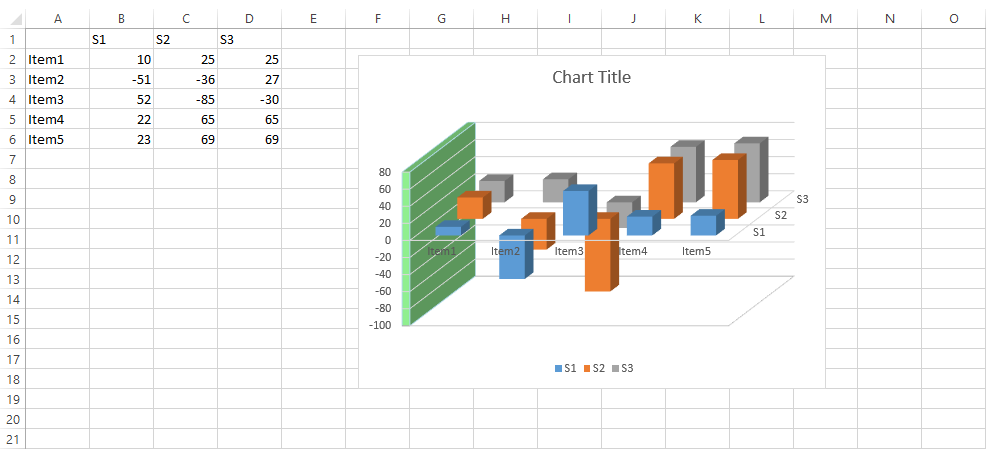 A B C D E F G H I J K L M N O
1 S1 S2 S3
2 Item1 10 25 25
3 Item2 -51 -36 27
4 Item3 52 -85 -30
5 Item4 22 65 65
6 Item5 23 69 69
7
8
9
10
11
12
13
14
15
16
17
18
19
20
21
Chart Title
80
60
40
20
0
-20
-40
-60
-80
-100
Item1 Item2 Item3 Item4 Item5
S3
S2
S1
S1 S2 S3